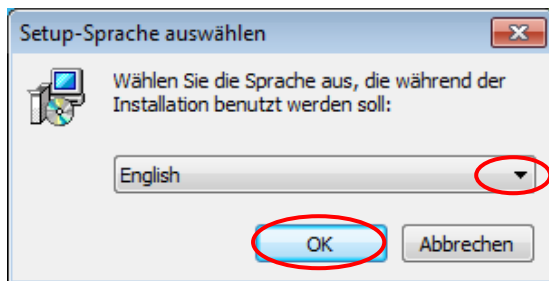 Setup-Sprache auswählen
Wählen Sie die Sprache aus, die während der
Installation benutzt werden soll:
English
OK
Abbrechen